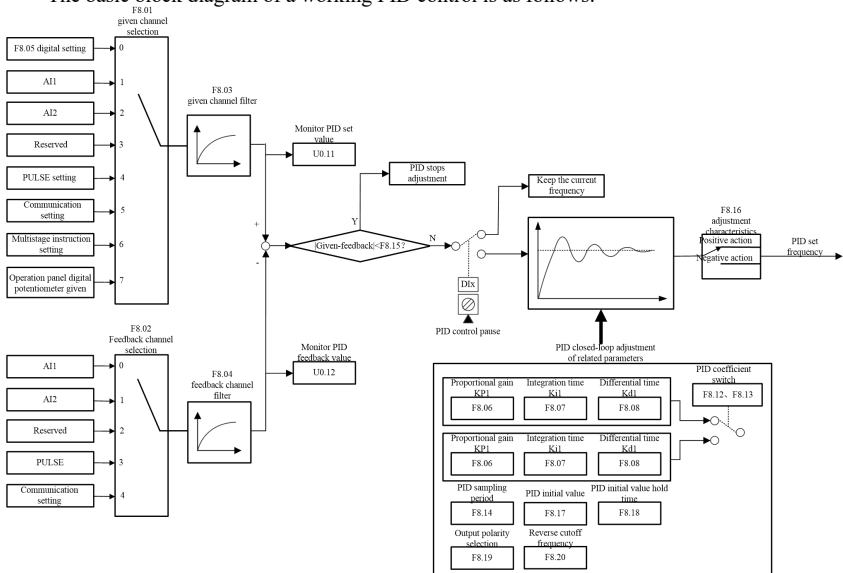 The basic block diagram of a working PID control is as follows:
F8.01
given channel
selection
F8.05 digital setting
0
AI1
1
AI2
2
Reserved
3
PULSE setting
4
Communication
setting
5
Multistage instruction
setting
6
Operation panel digital
potentiometer given
7
F8.03
given channel filter
Monitor PID set
value
U0.11
PID stops
adjustment
Y
+
-
|Given-feedback|<F8.15?
N
Keep the current
frequency
DIx
PID control pause
F8.16
adjustment
characteristics
Positive action
Negative action
PID set
frequency
F8.02
Feedback channel
selection
AI1
0
AI2
1
Reserved
2
PULSE
3
Communication
setting
4
F8.04
feedback channel
filter
Monitor PID
feedback value
U0.12
PID closed-loop adjustment
of related parameters
Proportional gain
KP1
F8.06
Integration time
Ki1
F8.07
Differential time
Kd1
F8.08
PID coefficient
switch
F8.12、F8.13
Proportional gain
KP1
F8.06
Integration time
Ki1
F8.07
Differential time
Kd1
F8.08
PID sampling
period
F8.14
PID initial value
F8.17
PID initial value hold
time
F8.18
Output polarity
selection
F8.19
Reverse cutoff
frequency
F8.20